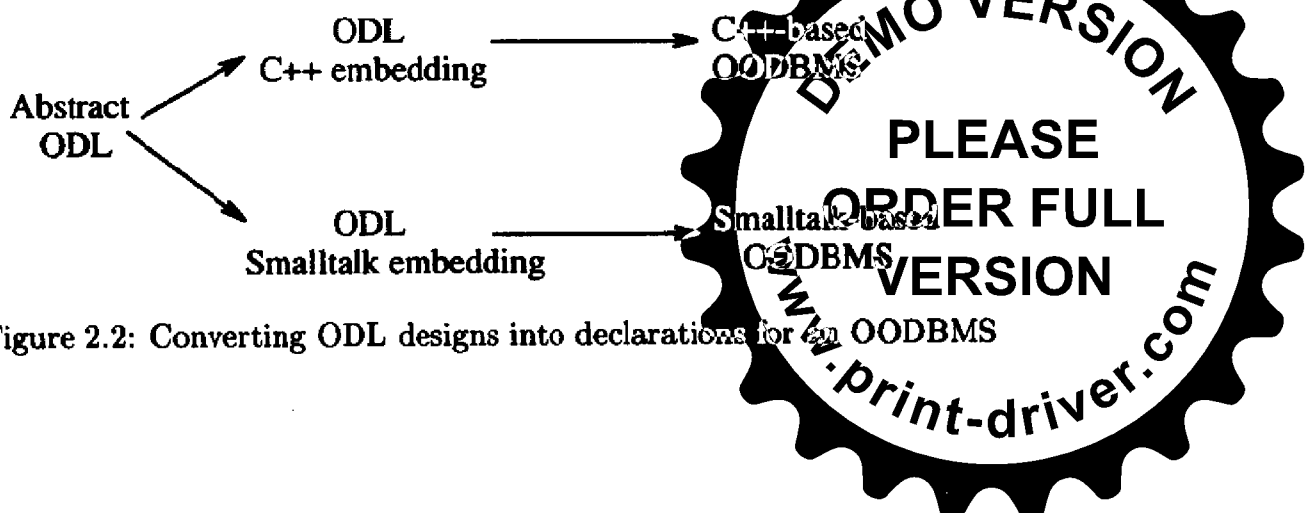 ODL
C++ embedding
C++-based
OODBMS
Abstract
ODL
ODL
Smalltalk embedding
Smalltalk-based
OODBMS
igure 2.2: Converting ODL designs into declarations for an OODBMS
DEMO VERSION
PLEASE
ORDER FULL
VERSION
www.print-driver.com